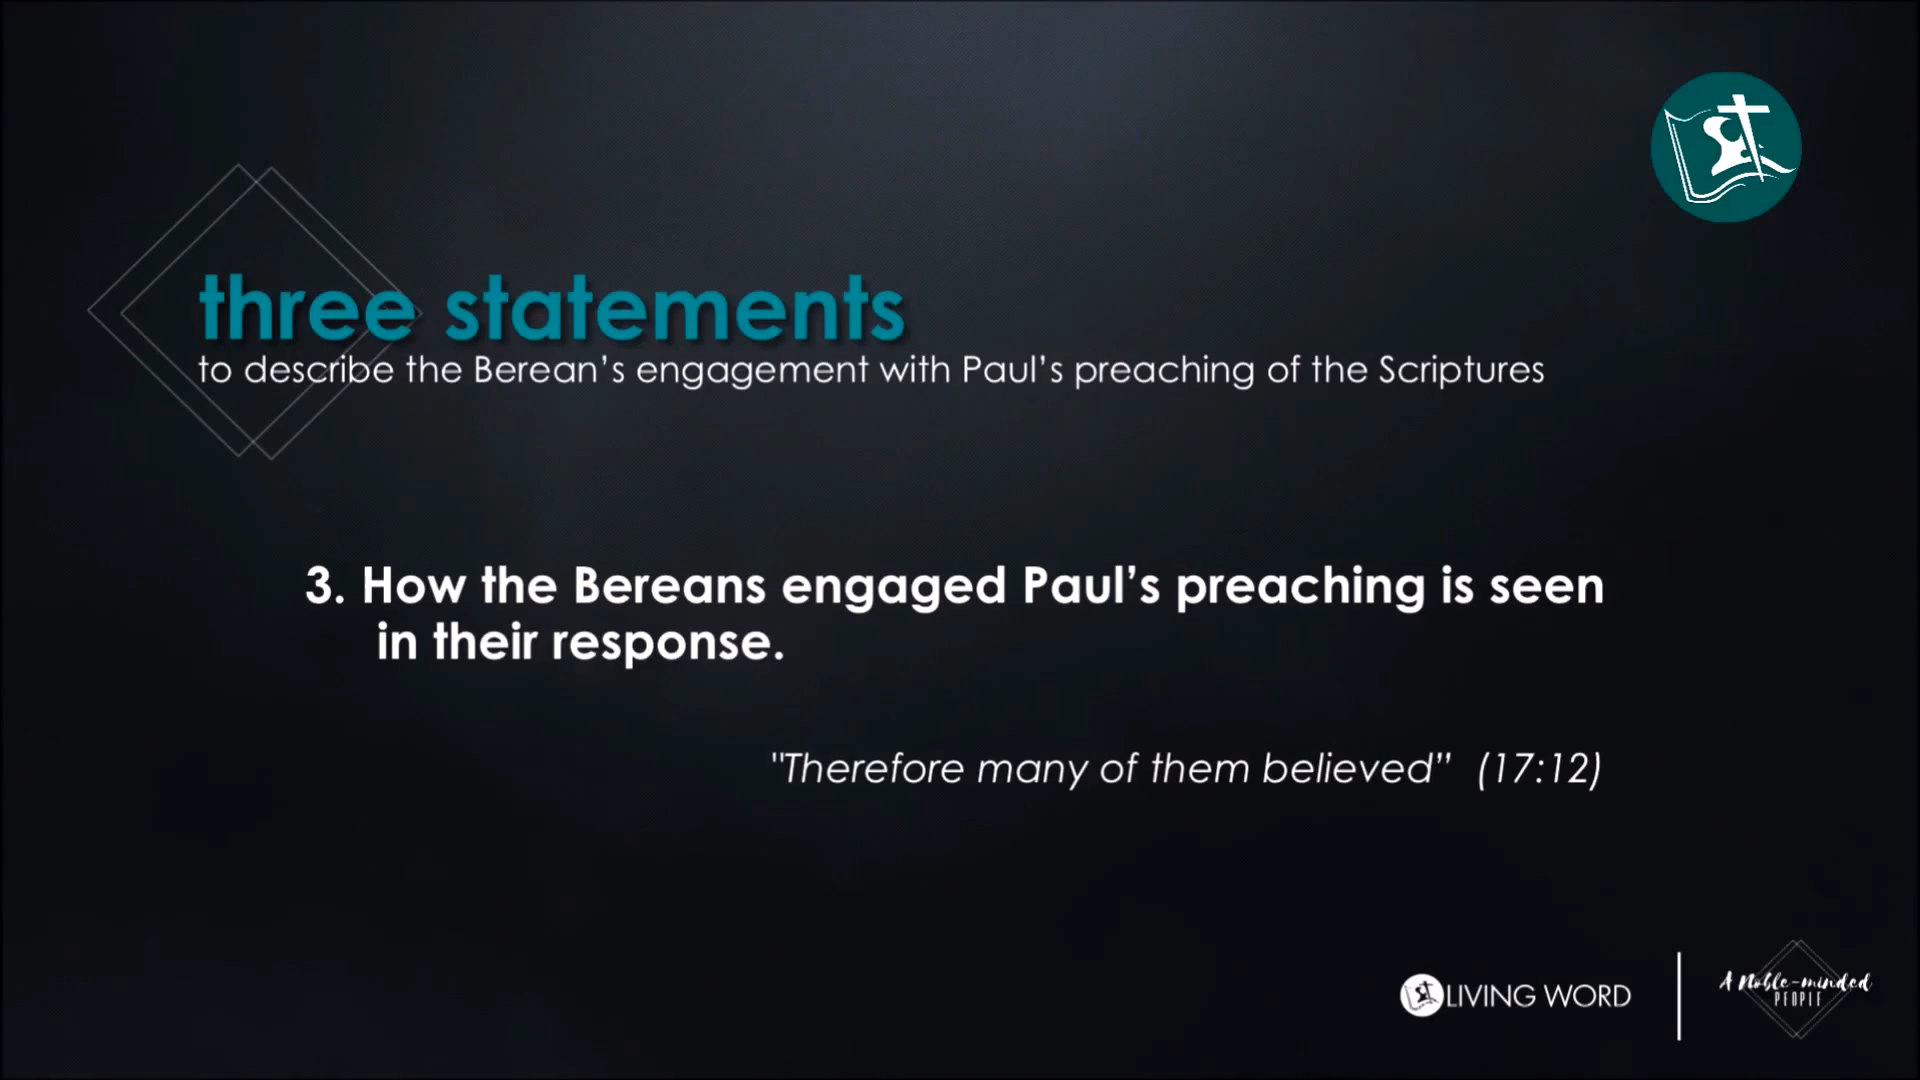 three statements
to describe the Berean’s engagement with Paul’s preaching of the Scriptures
3. How the Bereans engaged Paul’s preaching is seen
in their response.
"Therefore many of them believed” (17:12)
LIVING WORD
A Noble-minded
PEOPLE